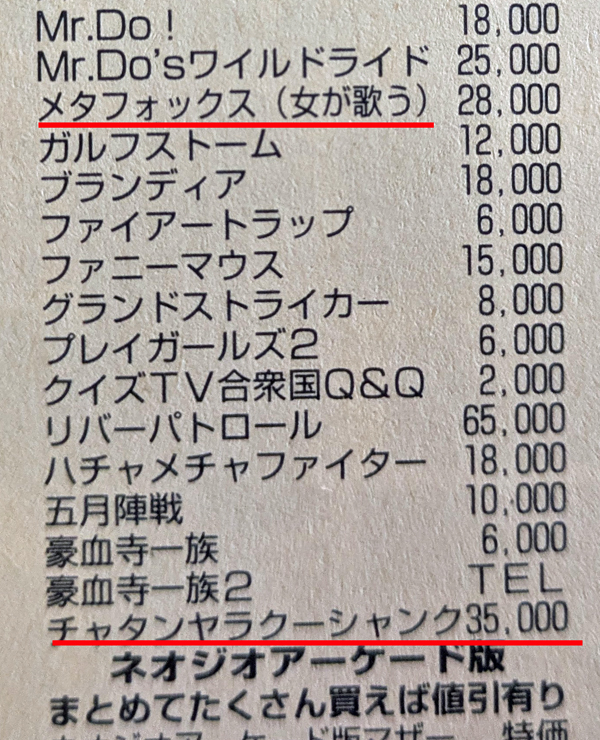 Mr.Do! 18,000
Mr.Do'sワイルドライド 25,000
メタフォックス（女が歌う） 28,000
ガルフストーム 12,000
ブランディア 18,000
ファイアートラップ 6,000
ファニーマウス 15,000
グランドストライカー 8,000
プレイガールズ2 6,000
クイズTV合衆国Q&Q 2,000
リバーパトロール 65,000
ハチャメチャファイター 18,000
五月陣戦 10,000
豪血寺一族 6,000
豪血寺一族2 TEL
チャタンヤラクーシャンク 35,000
ネオジオアーケード版
まとめてたくさん買えば値引有り
特価